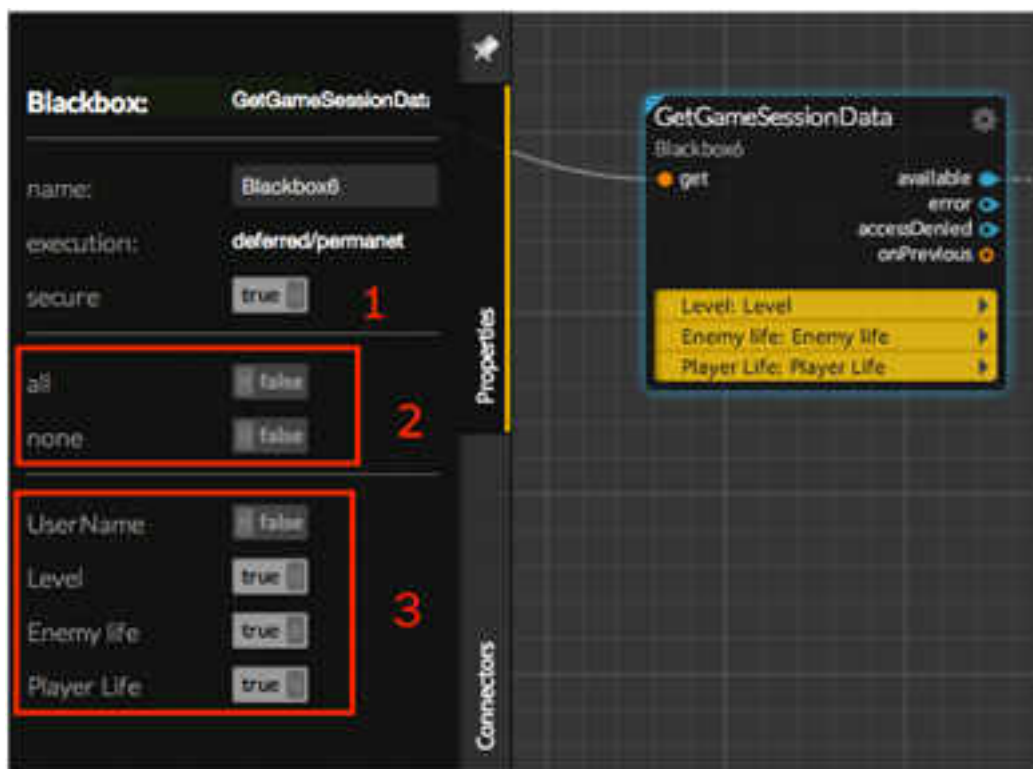 Blackbox: GetGameSessionData
name: Blackbox6
execution: deferred/permanet
secure true 1
all false
none false
2
UserName false
Level true
Enemy life true
Player Life true
3
Properties
Connectors
GetGameSessionData
Blackbox6
get available
error
accessDenied
onPrevious
Level: Level
Enemy life: Enemy life
Player Life: Player Life